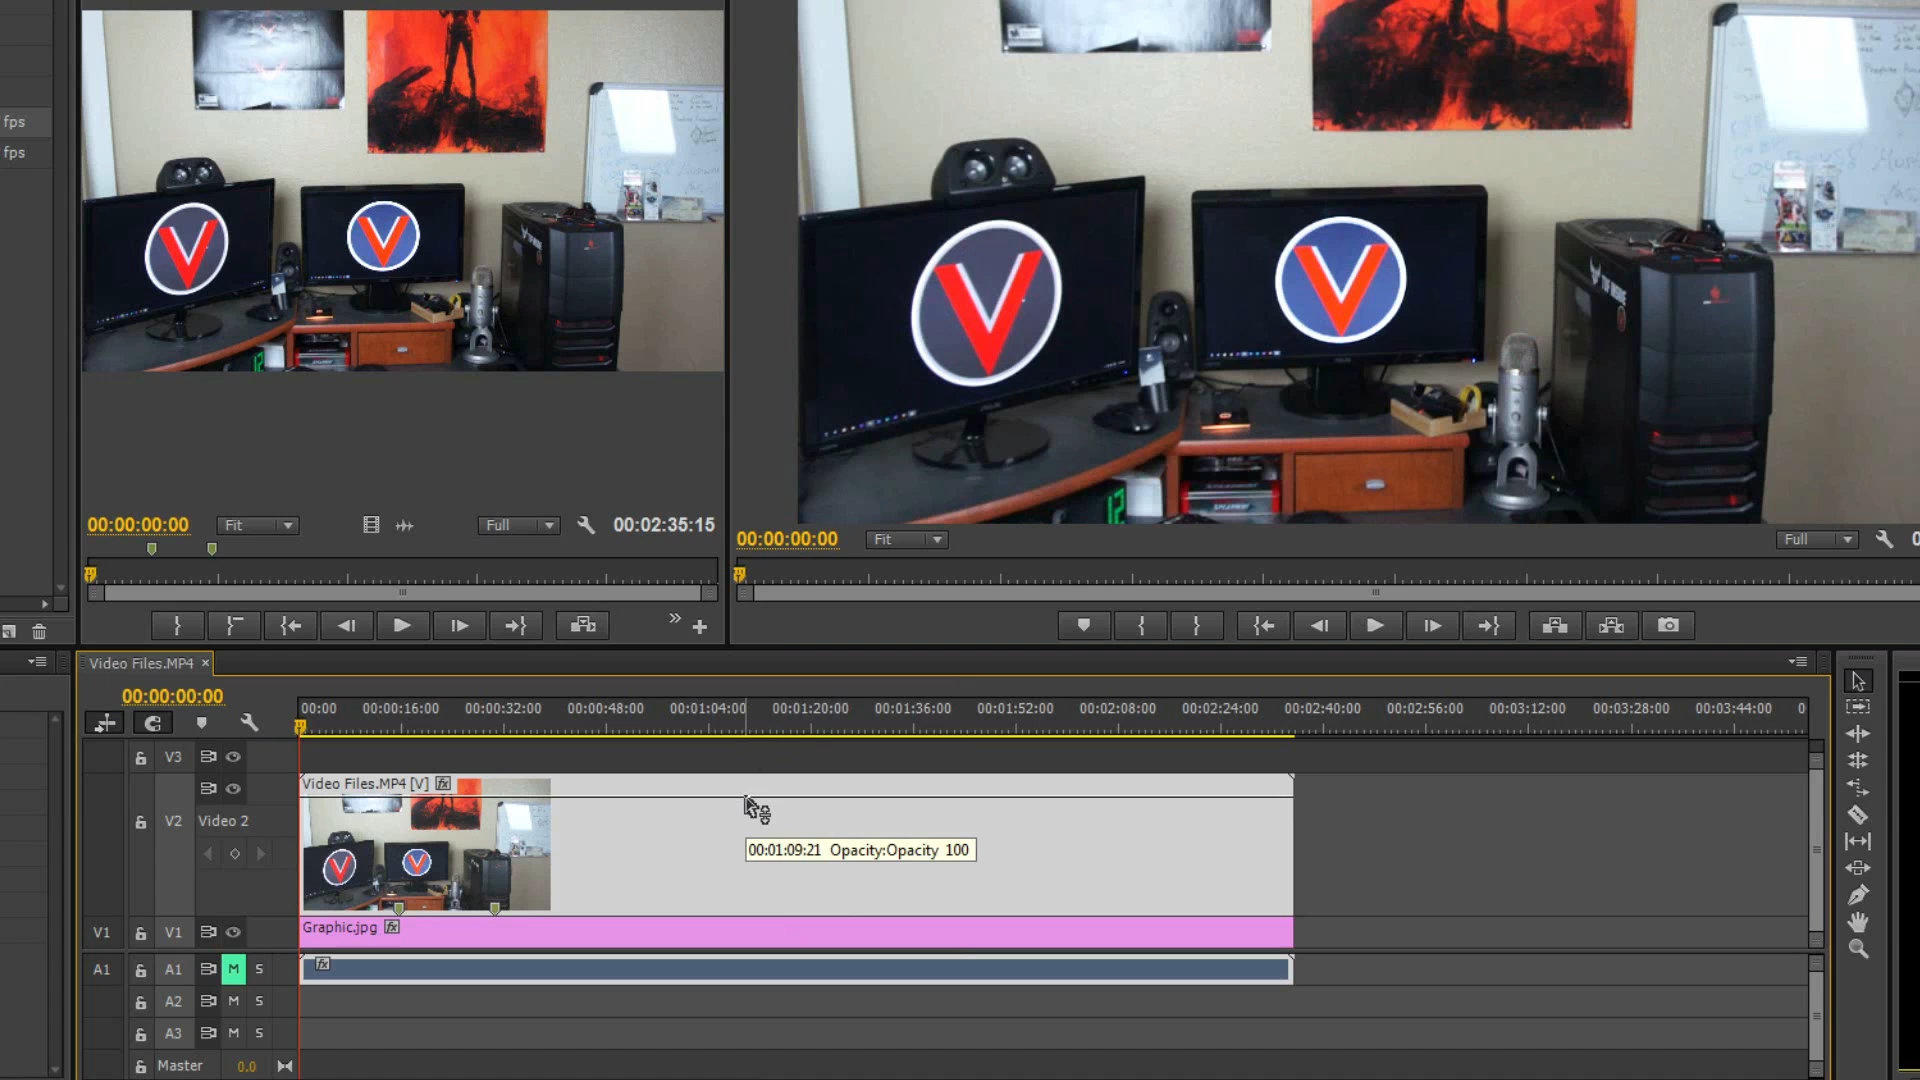 fps
fps
00:00:00:00
Fit
Full
00:02:35:15
00:00:00:00
Fit
Full
0
Video Files.MP4 ×
00:00:00:00
00:00
00:00:16:00
00:00:32:00
00:00:48:00
00:01:04:00
00:01:20:00
00:01:36:00
00:01:52:00
00:02:08:00
00:02:24:00
00:02:40:00
00:02:56:00
00:03:12:00
00:03:28:00
00:03:44:00
0
V3
Video Files.MP4 [V] fx
V2
Video 2
00:01:09:21 Opacity:Opacity 100
V1
V1
Graphic.jpg fx
A1
A1
M
S
fx
A2
M
S
A3
M
S
Master
0.0